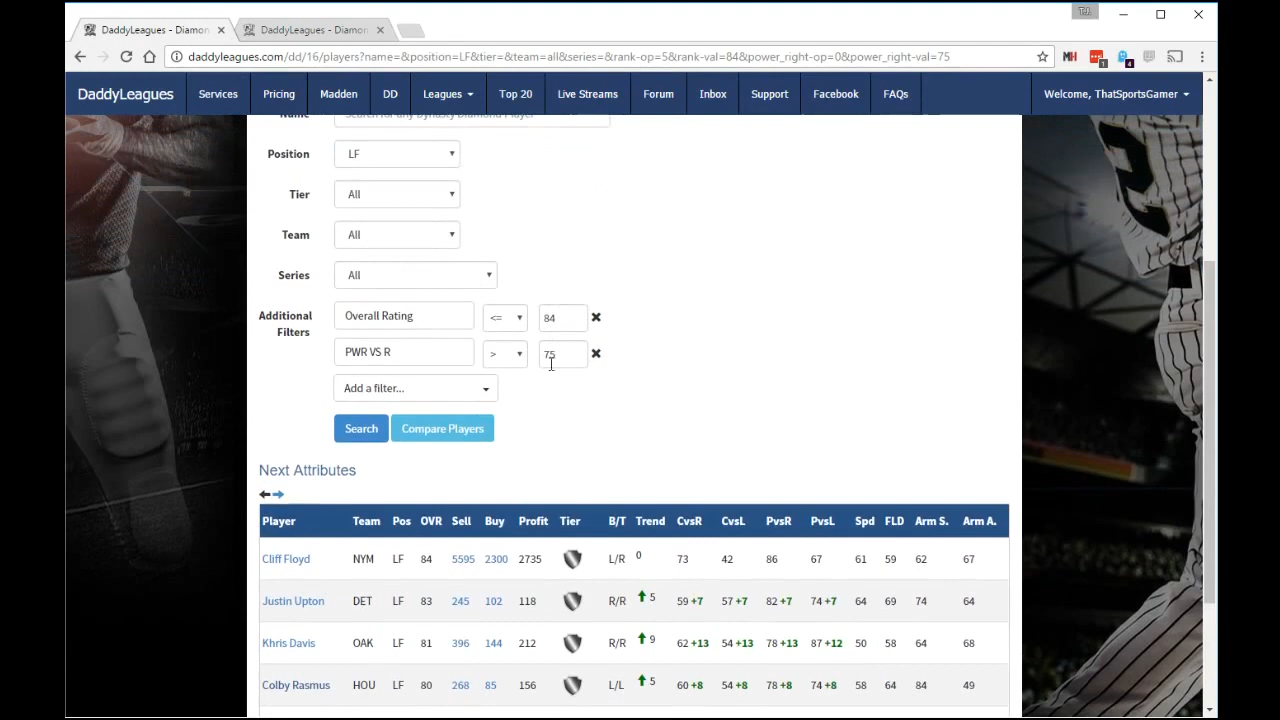 T.J.
DaddyLeagues - Diamon
DaddyLeagues - Diamon
daddyleagues.com/dd/16/players?name=&position=LF&tier=&team=all&series=&rank-op=5&rank-val=84&power_right-op=0&power_right-val=75
DaddyLeagues Services Pricing Madden DD Leagues Top 20 Live Streams Forum Inbox Support Facebook FAQs Welcome, ThatSportsGamer
Name Search for any Dynasty Diamond Player
Position LF
Tier All
Team All
Series All
Additional Filters Overall Rating <= 84
PWR VS R > 75
Add a filter...
Search Compare Players
Next Attributes
Player Team Pos OVR Sell Buy Profit Tier B/T Trend CvsR CvsL PvsR PvsL Spd FLD Arm S. Arm A.
Cliff Floyd NYM LF 84 5595 2300 2735 L/R 0 73 42 86 67 61 59 62 67
Justin Upton DET LF 83 245 102 118 R/R 5 59 +7 57 +7 82 +7 74 +7 64 69 74 64
Khris Davis OAK LF 81 396 144 212 R/R 9 62 +13 54 +13 78 +13 87 +12 50 58 64 68
Colby Rasmus HOU LF 80 268 85 156 L/L 5 60 +8 54 +8 78 +8 74 +8 58 64 84 49